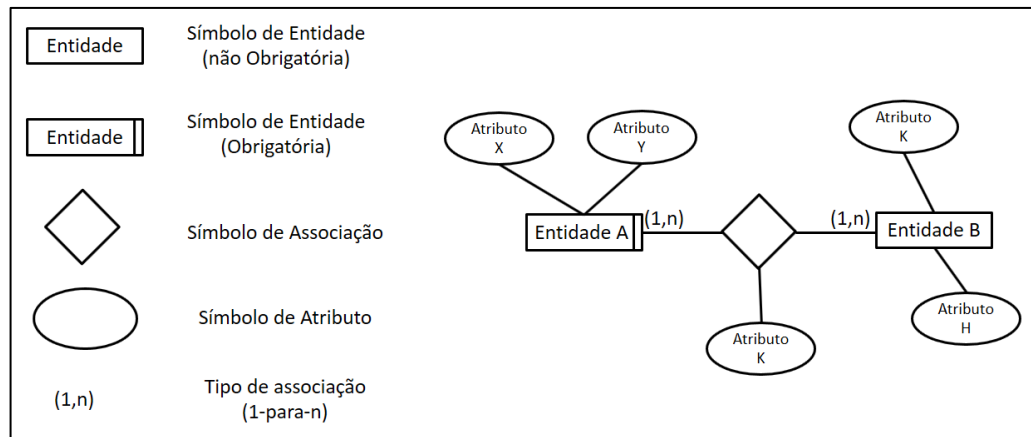 Entidade
Símbolo de Entidade
(não Obrigatória)
Entidade
Símbolo de Entidade
(Obrigatória)
Símbolo de Associação
Símbolo de Atributo
(1,n)
Tipo de associação
(1-para-n)
Atributo
X
Atributo
Y
Atributo
K
Entidade A
(1,n)
(1,n)
Entidade B
Atributo
K
Atributo
H